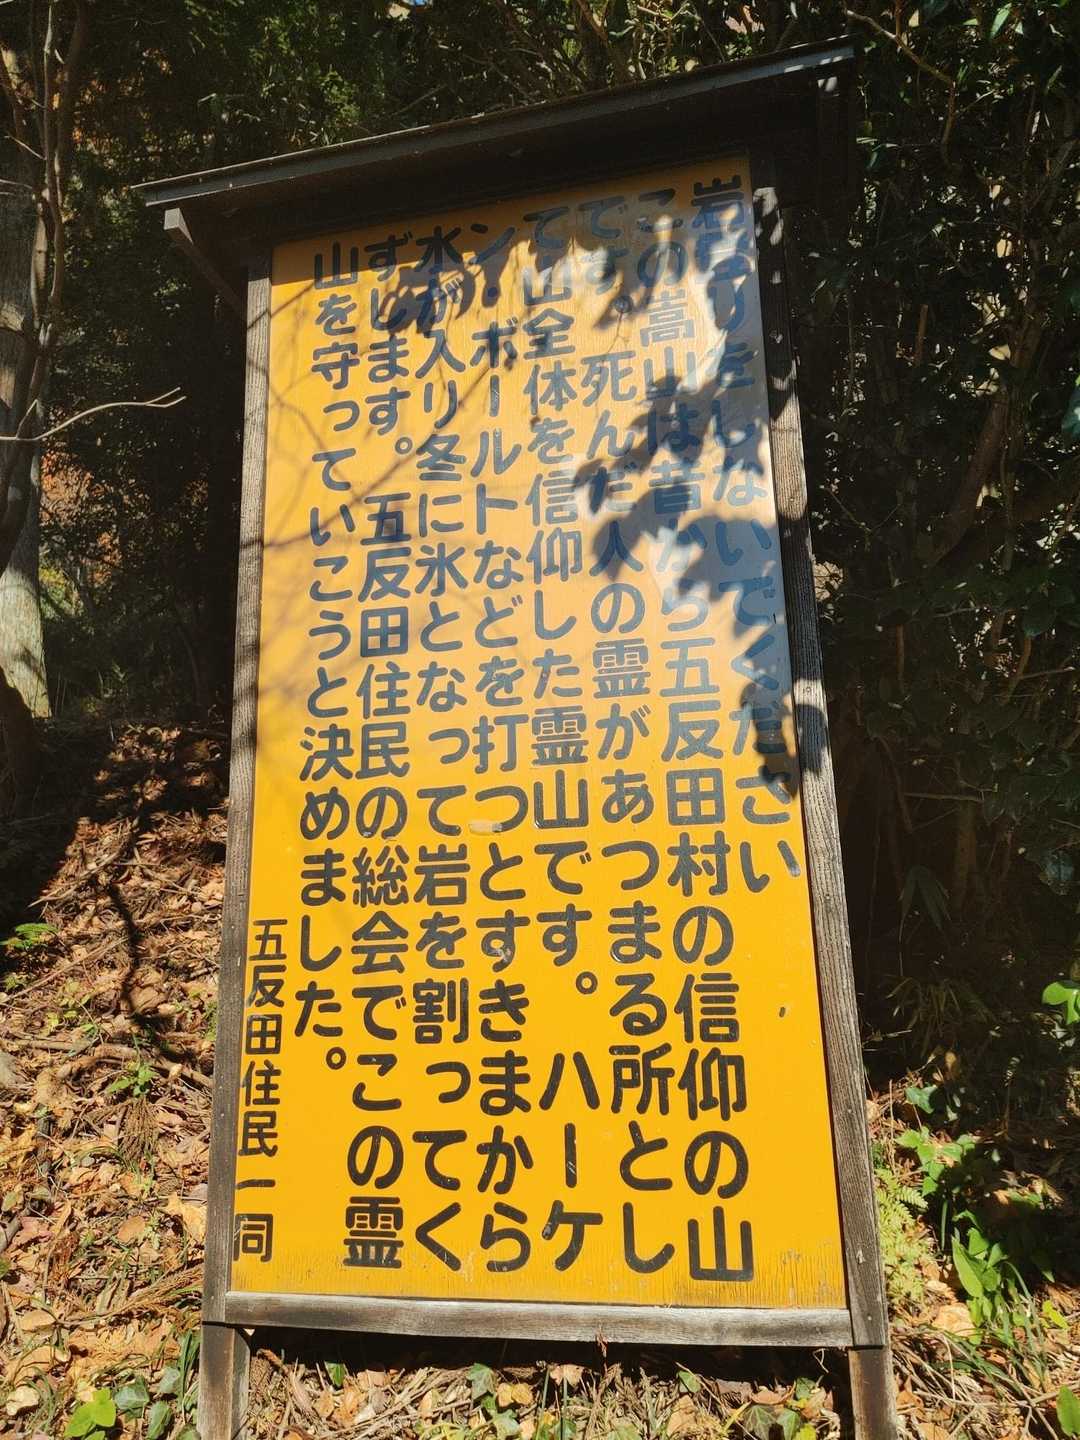 岩登りをしないでください
この嵩山は昔から五反田村の信仰の山
です。死んだ人の霊があつまる所とし
て山全体を信仰した霊山です。ハーケ
ン・ボールトなどを打つとすきまから
水が入り冬に氷となって岩を割ってく
ずします。五反田住民の総会でこの霊
山を守っていこうと決めました。
五反田住民一同